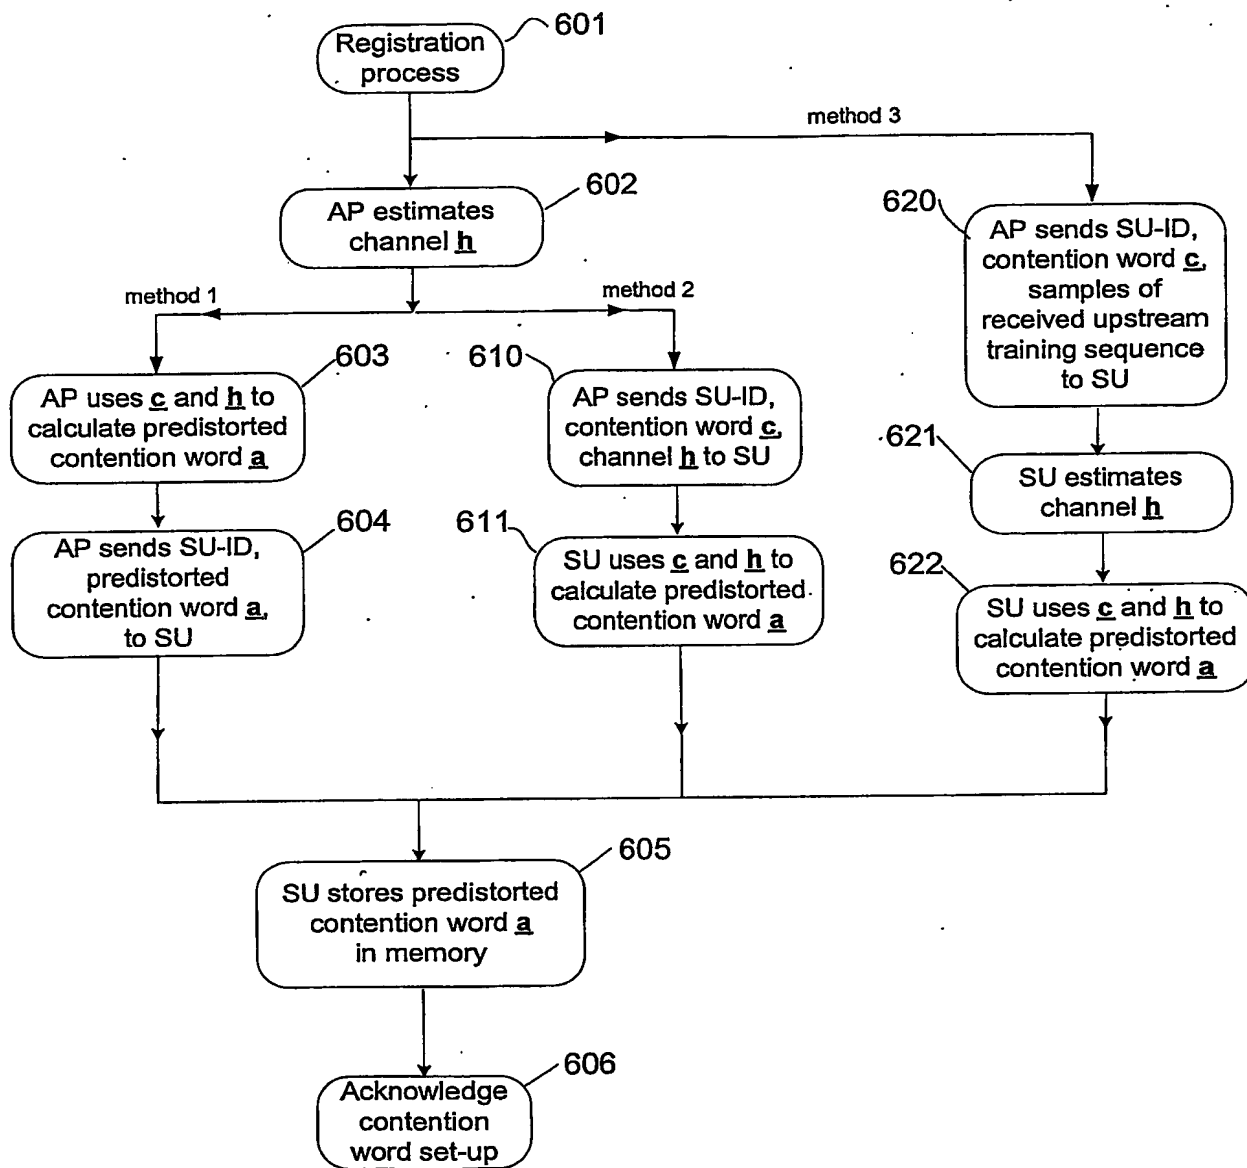 601
Registration
process
method 3
602
AP estimates
channel h
620
AP sends SU-ID,
contention word c,
samples of
received upstream
training sequence
to SU
method 1
method 2
603
AP uses c and h to
calculate predistorted
contention word a
610
AP sends SU-ID,
contention word c,
channel h to SU
621
SU estimates
channel h
604
AP sends SU-ID,
predistorted
contention word a,
to SU
611
SU uses c and h to
calculate predistorted
contention word a
622
SU uses c and h to
calculate predistorted
contention word a
605
SU stores predistorted
contention word a
in memory
606
Acknowledge
contention
word set-up